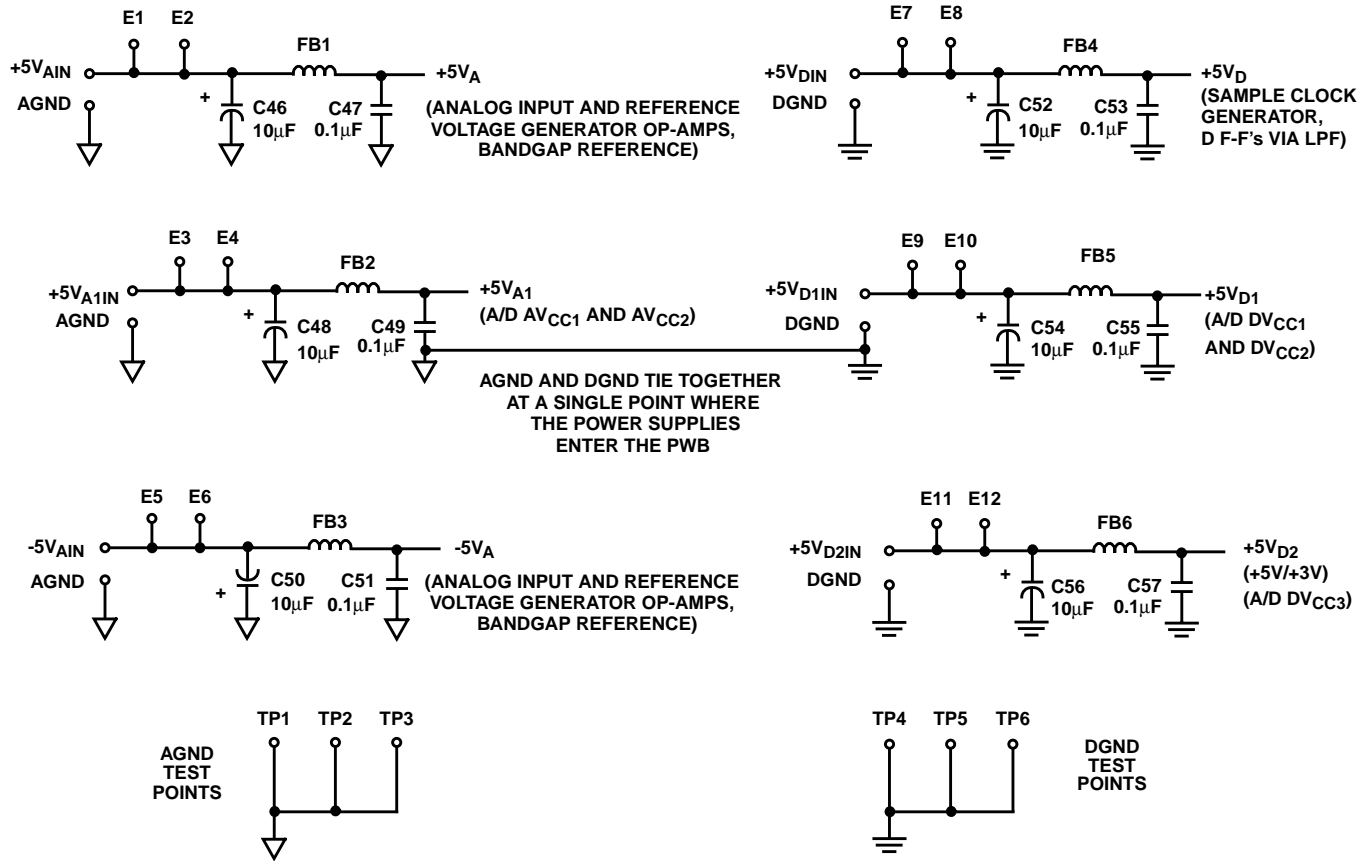 E1 E2
FB1
+5VAIN
AGND
+
C46
10µF
C47
0.1µF
+5VA
(ANALOG INPUT AND REFERENCE
VOLTAGE GENERATOR OP-AMPS,
BANDGAP REFERENCE)
E7 E8
FB4
+5VDIN
DGND
+
C52
10µF
C53
0.1µF
+5VD
(SAMPLE CLOCK
GENERATOR,
D F-F's VIA LPF)
E3 E4
FB2
+5VA1IN
AGND
+
C48
10µF
C49
0.1µF
+5VA1
(A/D AVCC1 AND AVCC2)
E9 E10
FB5
+5VD1IN
DGND
+
C54
10µF
C55
0.1µF
+5VD1
(A/D DVCC1
AND DVCC2)
AGND AND DGND TIE TOGETHER
AT A SINGLE POINT WHERE
THE POWER SUPPLIES
ENTER THE PWB
E5 E6
FB3
-5VAIN
AGND
+
C50
10µF
C51
0.1µF
-5VA
(ANALOG INPUT AND REFERENCE
VOLTAGE GENERATOR OP-AMPS,
BANDGAP REFERENCE)
E11 E12
FB6
+5VD2IN
DGND
+
C56
10µF
C57
0.1µF
+5VD2
(+5V/+3V)
(A/D DVCC3)
TP1 TP2 TP3
AGND
TEST
POINTS
TP4 TP5 TP6
DGND
TEST
POINTS